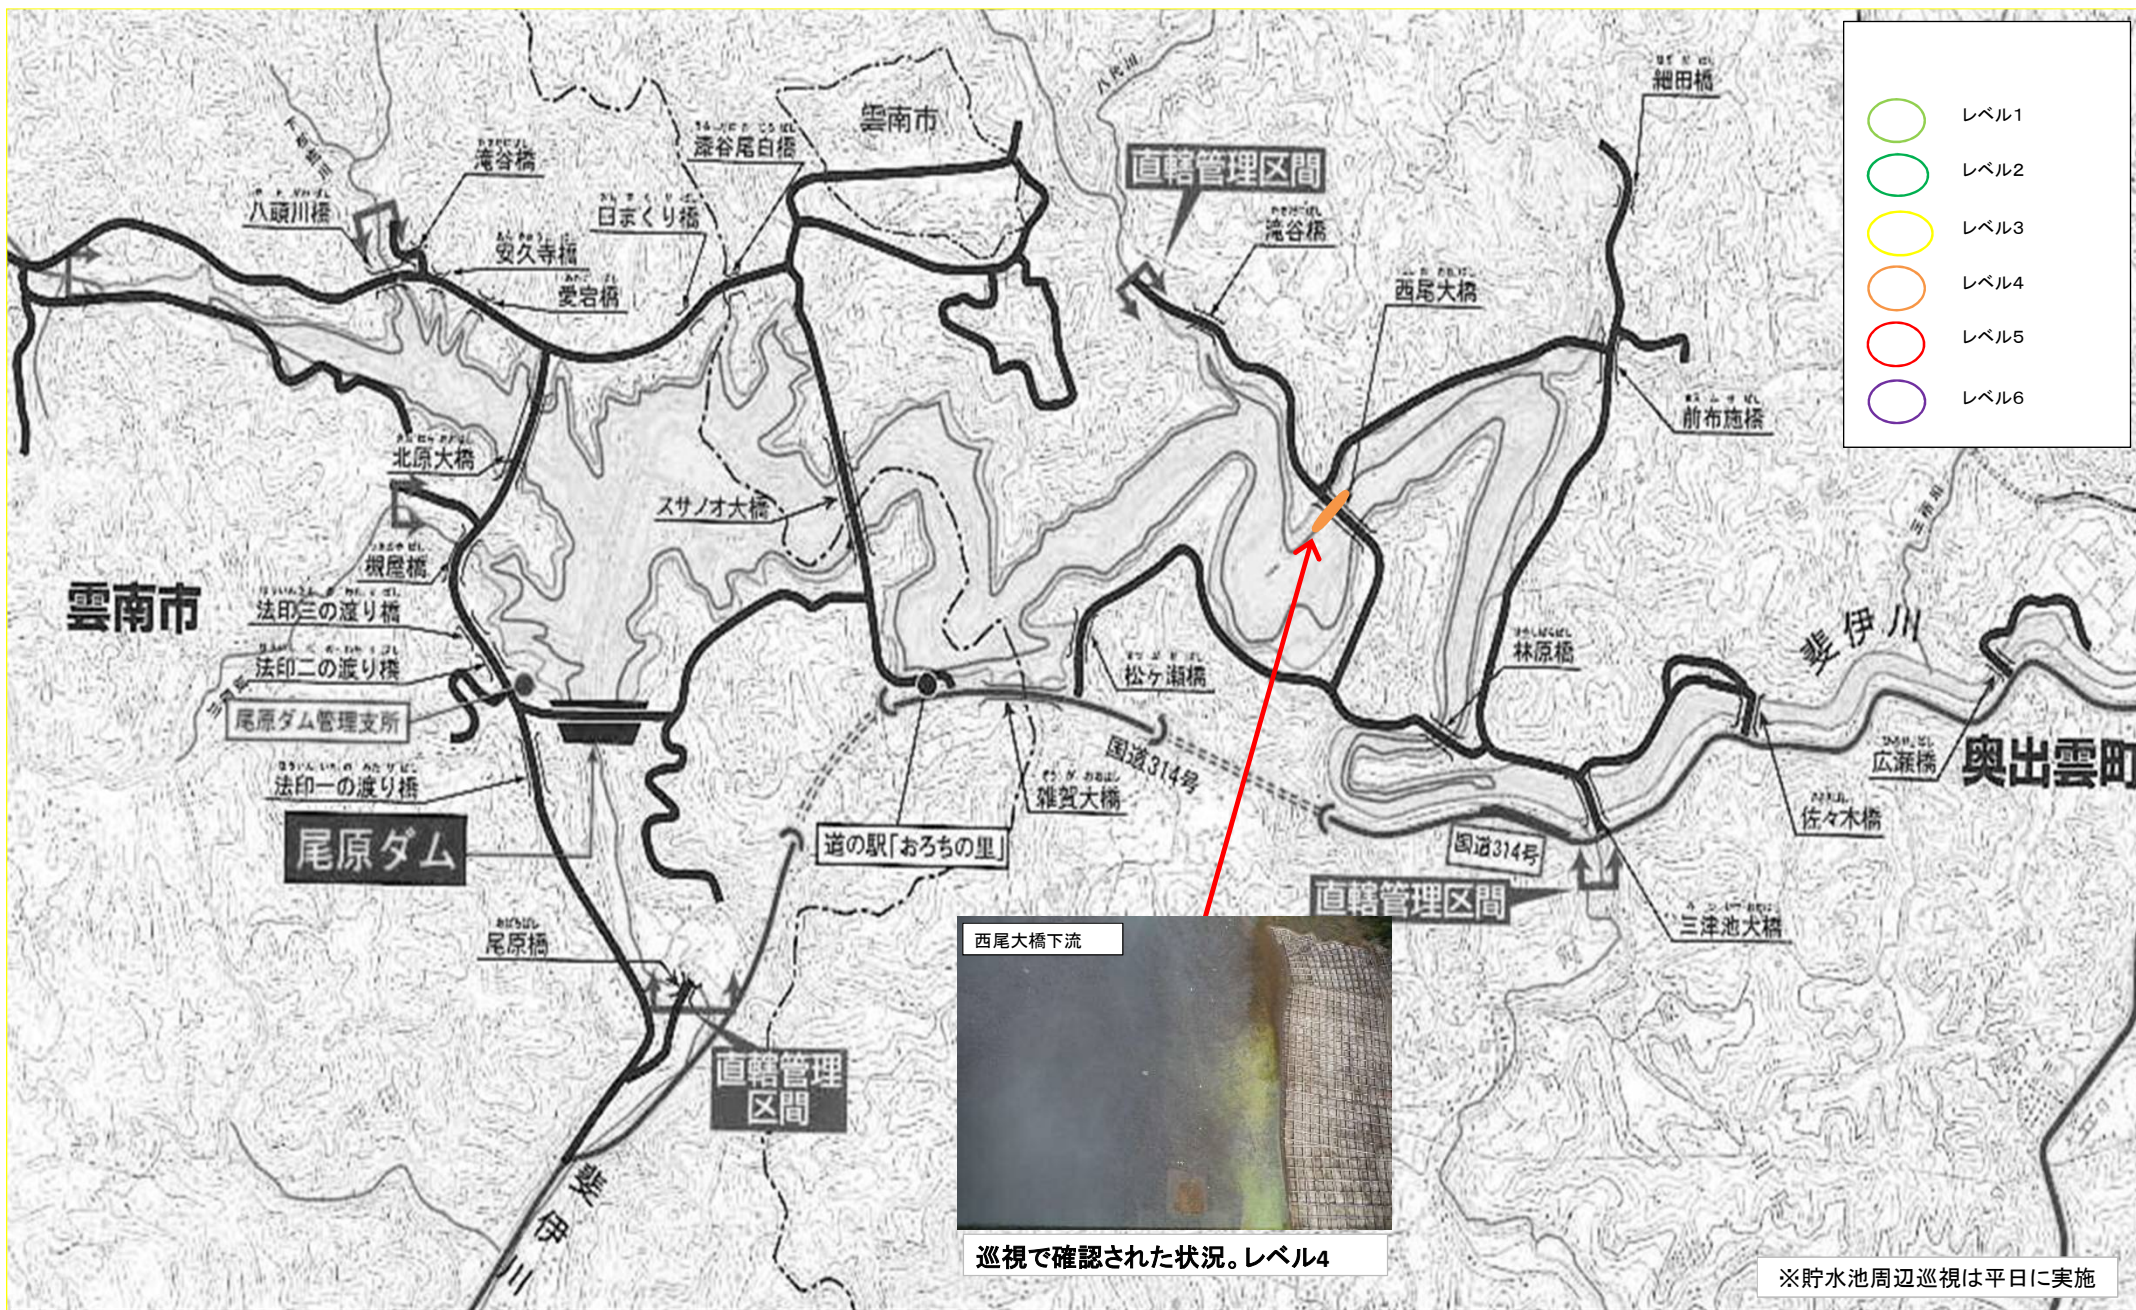 雲南市
細田橋
レベル1
レベル2
レベル3
レベル4
レベル5
レベル6
滝谷橋
漆谷尾白橋
直轄管理区間
八頭川橋
日まくり橋
滝谷橋
安久寺橋
愛宕橋
西尾大橋
前布施橋
北原大橋
スサノオ大橋
槻屋橋
雲南市
法印三の渡り橋
法印二の渡り橋
尾原ダム管理支所
法印一の渡り橋
尾原ダム
松ヶ瀬橋
林原橋
斐伊川
国道314号
雑賀大橋
道の駅「おろちの里」
広瀬橋
奥出雲町
佐々木橋
国道314号
直轄管理区間
三津池大橋
尾原橋
西尾大橋下流
直轄管理
区間
斐伊川
巡視で確認された状況。レベル4
※貯水池周辺巡視は平日に実施